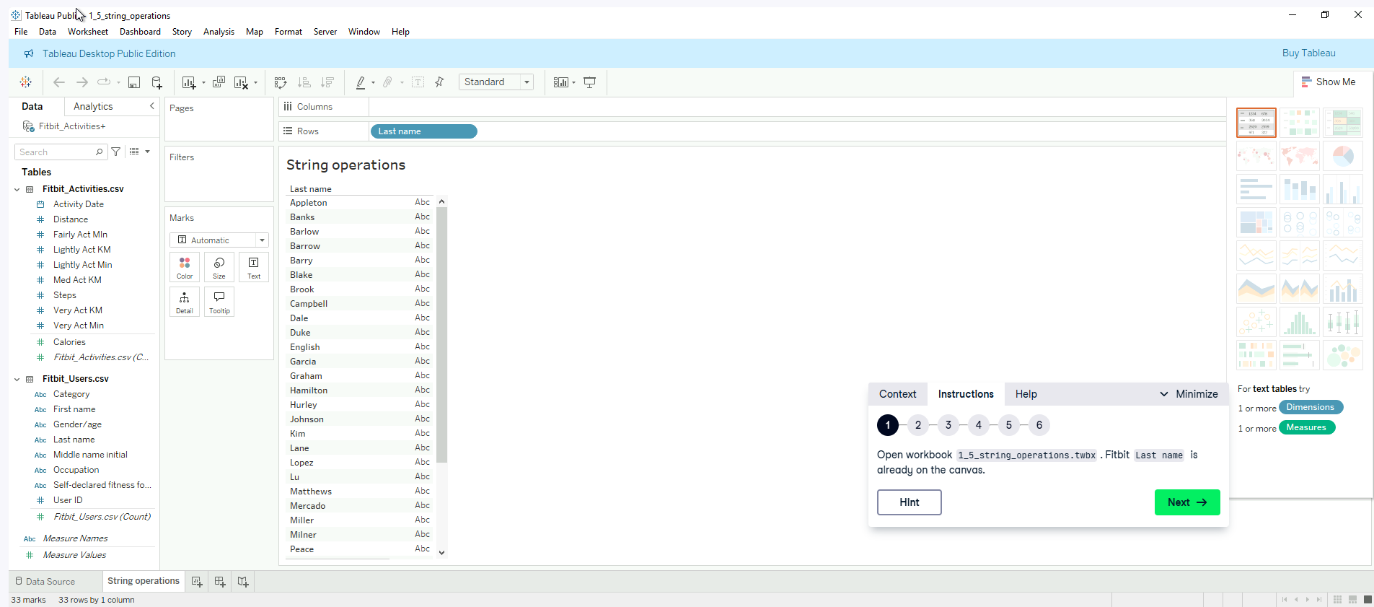 Tableau Public - 1_5_string_operations
File Data Worksheet Dashboard Story Analysis Map Format Server Window Help
Tableau Desktop Public Edition
Buy Tableau
Standard
Show Me
Data Analytics
Fitbit_Activities+
Search
Tables
Fitbit_Activities.csv
Activity Date
Distance
Fairly Act MIn
Lightly Act KM
Lightly Act Min
Med Act KM
Steps
Very Act KM
Very Act Min
Calories
Fitbit_Activities.csv (C...
Fitbit_Users.csv
Abc Category
Abc First name
Abc Gender/age
Abc Last name
Abc Middle name initial
Abc Occupation
Abc Self-declared fitness fo...
User ID
Fitbit_Users.csv (Count)
Abc Measure Names
Measure Values
Pages
Filters
Marks
Automatic
Color Size Text
Detail Tooltip
Columns
Rows Last name
String operations
Last name
Appleton Abc
Banks Abc
Barlow Abc
Barrow Abc
Barry Abc
Blake Abc
Brook Abc
Campbell Abc
Dale Abc
Duke Abc
English Abc
Garcia Abc
Graham Abc
Hamilton Abc
Hurley Abc
Johnson Abc
Kim Abc
Lane Abc
Lopez Abc
Lu Abc
Matthews Abc
Mercado Abc
Miller Abc
Milner Abc
Peace Abc
For text tables try
1 or more Dimensions
1 or more Measures
Context Instructions Help Minimize
1 2 3 4 5 6
Open workbook 1_5_string_operations.twbx . Fitbit Last name is
already on the canvas.
Hint
Next →
Data Source String operations
33 marks 33 rows by 1 column